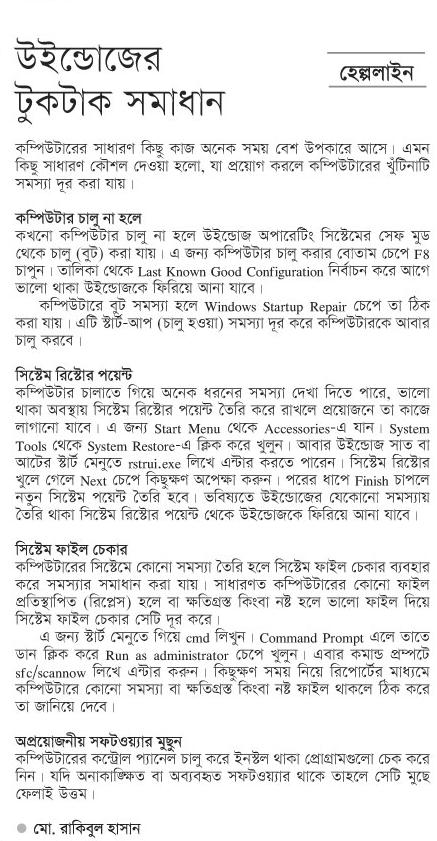 উইন্ডোজের
টুকটাক সমাধান
হেল্পলাইন
কম্পিউটারের সাধারণ কিছু কাজ অনেক সময় বেশ উপকারে আসে। এমন
কিছু সাধারণ কৌশল দেওয়া হলো, যা প্রয়োগ করলে কম্পিউটারের খুঁটিনাটি
সমস্যা দূর করা যায়।
কম্পিউটার চালু না হলে
কখনো কম্পিউটার চালু না হলে উইন্ডোজ অপারেটিং সিস্টেমের সেফ মুড
থেকে চালু (বুট) করা যায়। এ জন্য কম্পিউটার চালু করার বোতাম চেপে F8
চাপুন। তালিকা থেকে Last Known Good Configuration নির্বাচন করে আগে
ভালো থাকা উইন্ডোজকে ফিরিয়ে আনা যাবে।
কম্পিউটারে বুট সমস্যা হলে Windows Startup Repair চেপে তা ঠিক
করা যায়। এটি স্টার্ট-আপ (চালু হওয়া) সমস্যা দূর করে কম্পিউটারকে আবার
চালু করবে।
সিস্টেম রিস্টোর পয়েন্ট
কম্পিউটার চালাতে গিয়ে অনেক ধরনের সমস্যা দেখা দিতে পারে, ভালো
থাকা অবস্থায় সিস্টেম রিস্টোর পয়েন্ট তৈরি করে রাখলে প্রয়োজনে তা কাজে
লাগানো যাবে। এ জন্য Start Menu থেকে Accessories-এ যান। System
Tools থেকে System Restore-এ ক্লিক করে খুলুন। আবার উইন্ডোজ সাত বা
আটের স্টার্ট মেনুতে rstrui.exe লিখে এন্টার করতে পারেন। সিস্টেম রিস্টোর
খুলে গেলে Next চেপে কিছুক্ষণ অপেক্ষা করুন। পরের ধাপে Finish চাপলে
নতুন সিস্টেম পয়েন্ট তৈরি হবে। ভবিষ্যতে উইন্ডোজের যেকোনো সমস্যায়
তৈরি থাকা সিস্টেম রিস্টোর পয়েন্ট থেকে উইন্ডোজকে ফিরিয়ে আনা যাবে।
সিস্টেম ফাইল চেকার
কম্পিউটারের সিস্টেমে কোনো সমস্যা তৈরি হলে সিস্টেম ফাইল চেকার ব্যবহার
করে সমস্যার সমাধান করা যায়। সাধারণত কম্পিউটারের কোনো ফাইল
প্রতিস্থাপিত (রিপ্লেস) হলে বা ক্ষতিগ্রস্ত কিংবা নষ্ট হলে ভালো ফাইল দিয়ে
সিস্টেম ফাইল চেকার সেটি দূর করে।
এ জন্য স্টার্ট মেনুতে গিয়ে cmd লিখুন। Command Prompt এলে তাতে
ডান ক্লিক করে Run as administrator চেপে খুলুন। এবার কমান্ড প্রম্পটে
sfc/scannow লিখে এন্টার করুন। কিছুক্ষণ সময় নিয়ে রিপোর্টের মাধ্যমে
কম্পিউটারে কোনো সমস্যা বা ক্ষতিগ্রস্ত কিংবা নষ্ট ফাইল থাকলে ঠিক করে
তা জানিয়ে দেবে।
অপ্রয়োজনীয় সফটওয়্যার মুছুন
কম্পিউটারের কন্ট্রোল প্যানেল চালু করে ইনস্টল থাকা প্রোগ্রামগুলো চেক করে
নিন। যদি অনাকাঙ্ক্ষিত বা অব্যবহৃত সফটওয়্যার থাকে তাহলে সেটি মুছে
ফেলাই উত্তম।
● মো. রাকিবুল হাসান